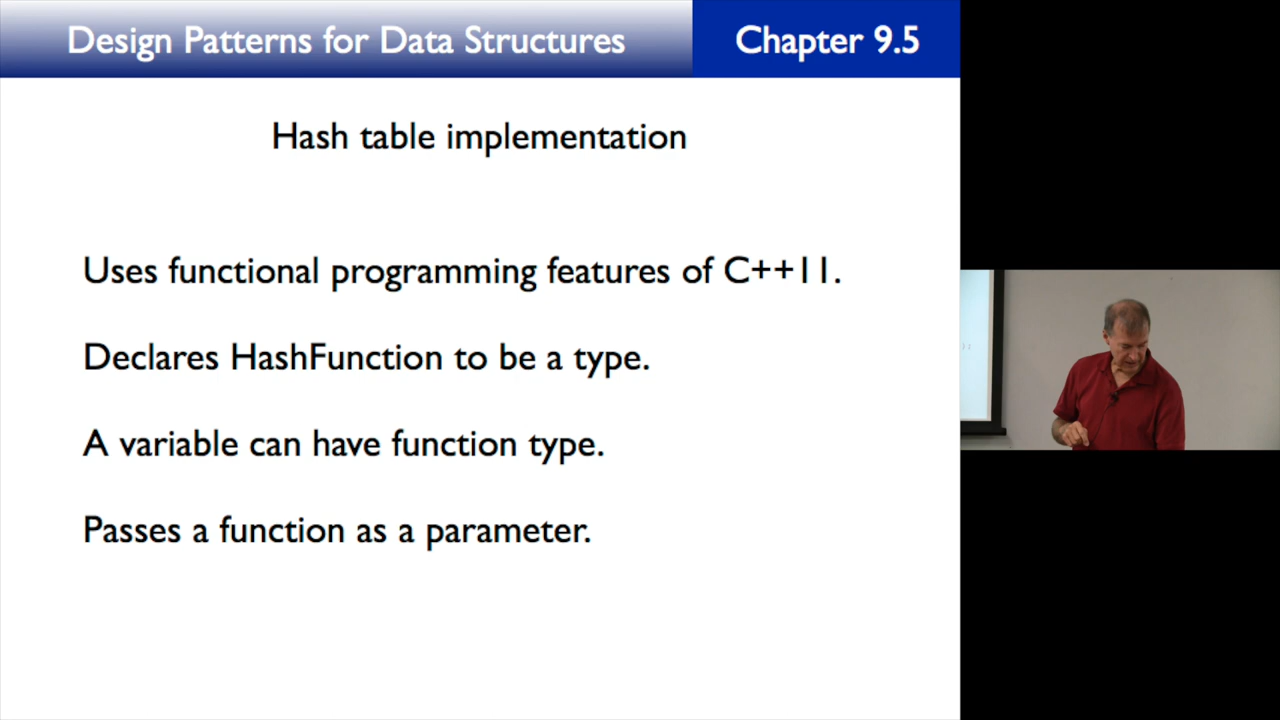 Design Patterns for Data Structures
Chapter 9.5
Hash table implementation
Uses functional programming features of C++11.
Declares HashFunction to be a type.
A variable can have function type.
Passes a function as a parameter.